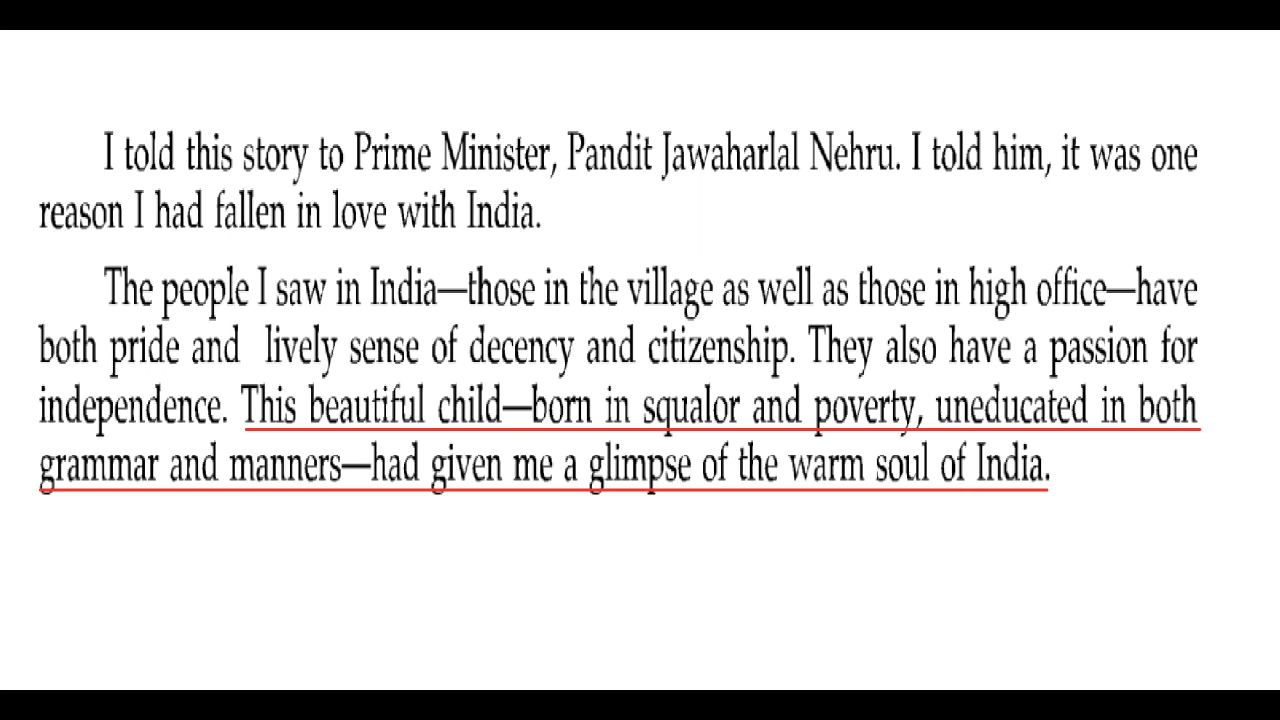 I told this story to Prime Minister, Pandit Jawaharlal Nehru. I told him, it was one
reason I had fallen in love with India.
The people I saw in India—those in the village as well as those in high office—have
both pride and lively sense of decency and citizenship. They also have a passion for
independence. This beautiful child—born in squalor and poverty, uneducated in both
grammar and manners—had given me a glimpse of the warm soul of India.